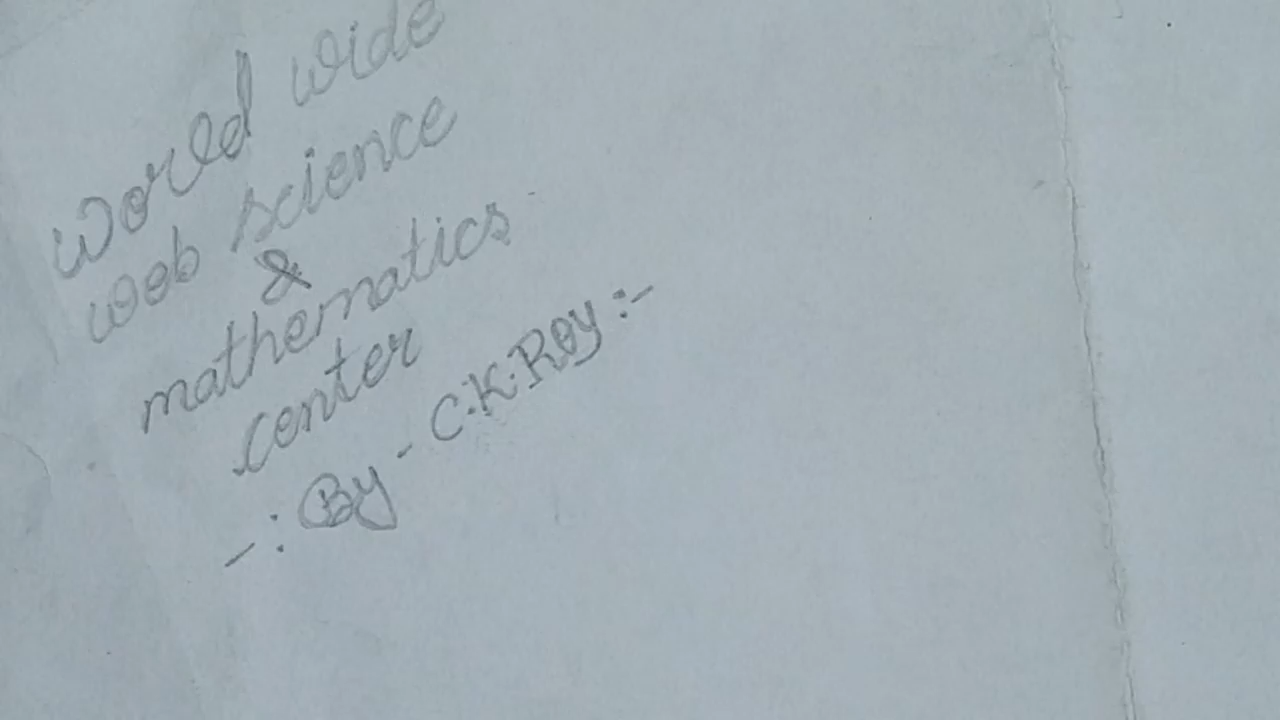 World wide
web science
&
mathematics
center
-: By - C.K.Roy :-